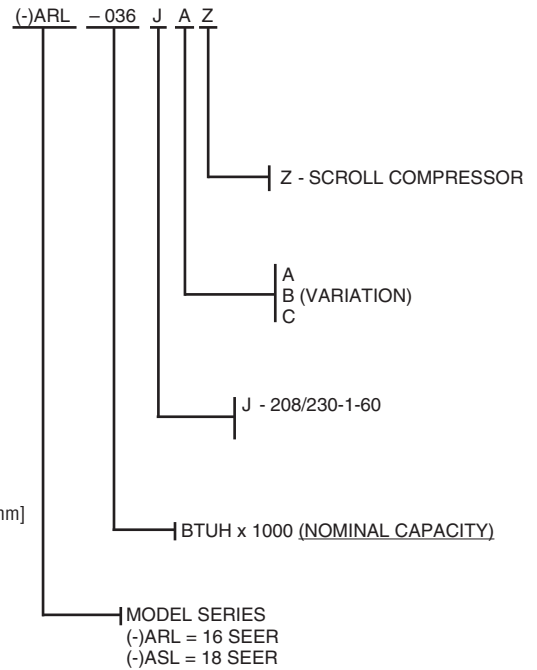 (-)ARL – 036 J A Z
Z - SCROLL COMPRESSOR
A
B (VARIATION)
C
J - 208/230-1-60
mm]
BTUH x 1000 (NOMINAL CAPACITY)
MODEL SERIES
(-)ARL = 16 SEER
(-)ASL = 18 SEER